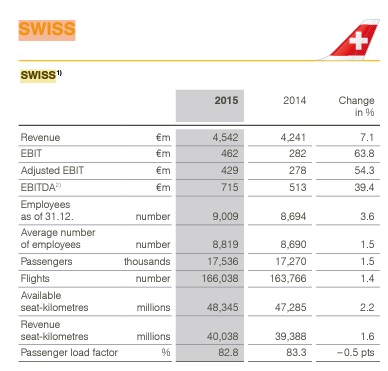 SWISS
SWISS¹⁾
2015 2014 Change
in %
Revenue €m 4,542 4,241 7.1
EBIT €m 462 282 63.8
Adjusted EBIT €m 429 278 54.3
EBITDA²⁾ €m 715 513 39.4
Employees
as of 31.12. number 9,009 8,694 3.6
Average number
of employees number 8,819 8,690 1.5
Passengers thousands 17,536 17,270 1.5
Flights number 166,038 163,766 1.4
Available
seat-kilometres millions 48,345 47,285 2.2
Revenue
seat-kilometres millions 40,038 39,388 1.6
Passenger load factor % 82.8 83.3 –0.5 pts